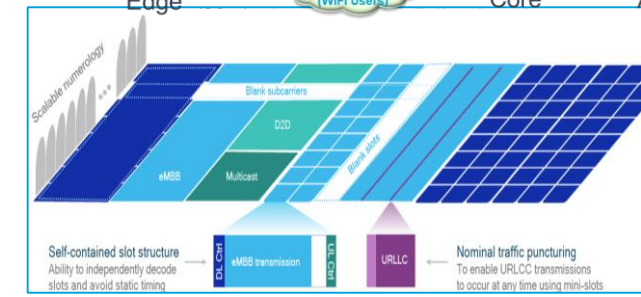 Edge
(WiFi Users)
Core
Scalable numerology
...
Blank subcarriers
D2D
eMBB
Multicast
Blank slots
Self-contained slot structure
Ability to independently decode
slots and avoid static timing
DL Ctrl
eMBB transmission
UL Ctrl
URLLC
Nominal traffic puncturing
To enable URLCC transmissions
to occur at any time using mini-slots